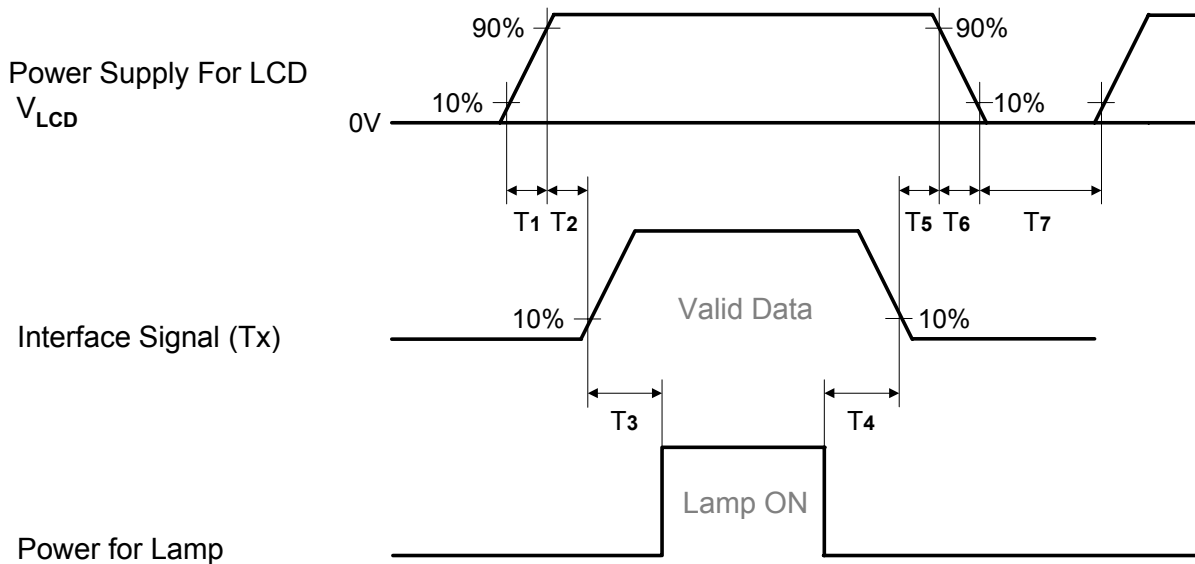 90%
90%
Power Supply For LCD
10%
10%
VLCD
0V
T1 T2
T5 T6 T7
Valid Data
10%
10%
Interface Signal (Tx)
T3
T4
Lamp ON
Power for Lamp